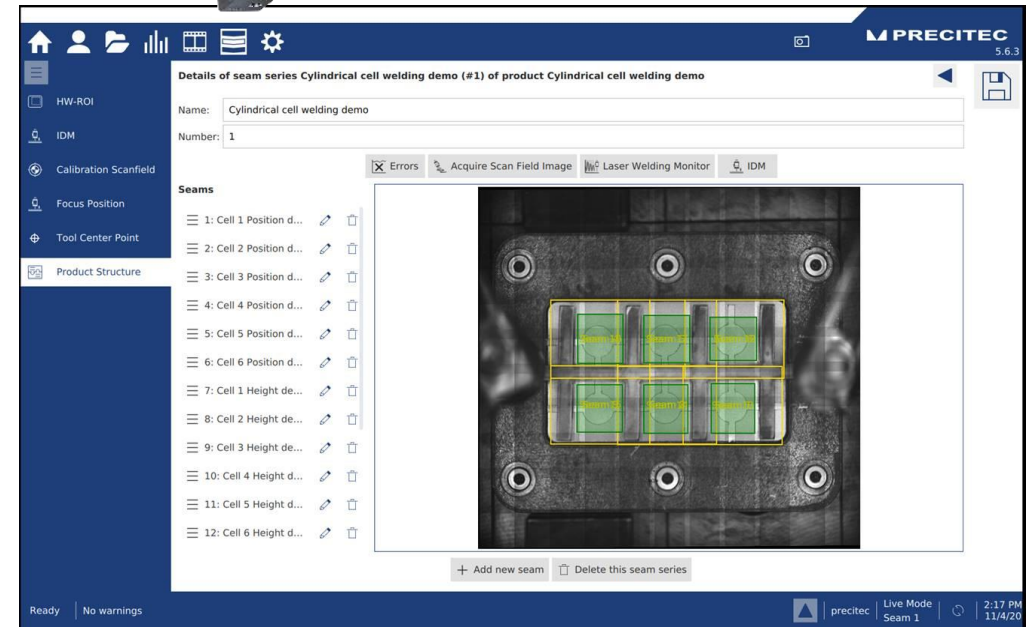 PRECITEC
5.6.3
HW-ROI
IDM
Calibration Scanfield
Focus Position
Tool Center Point
Product Structure
Details of seam series Cylindrical cell welding demo (#1) of product Cylindrical cell welding demo
Name: Cylindrical cell welding demo
Number: 1
Errors Acquire Scan Field Image Laser Welding Monitor IDM
Seams
1: Cell 1 Position d...
2: Cell 2 Position d...
3: Cell 3 Position d...
4: Cell 4 Position d...
5: Cell 5 Position d...
6: Cell 6 Position d...
7: Cell 1 Height de...
8: Cell 2 Height de...
9: Cell 3 Height de...
10: Cell 4 Height d...
11: Cell 5 Height d...
12: Cell 6 Height d...
Seam Seam Seam
Seam Seam Seam
+ Add new seam Delete this seam series
Ready No warnings
precitec
Live Mode
Seam 1
2:17 PM
11/4/20